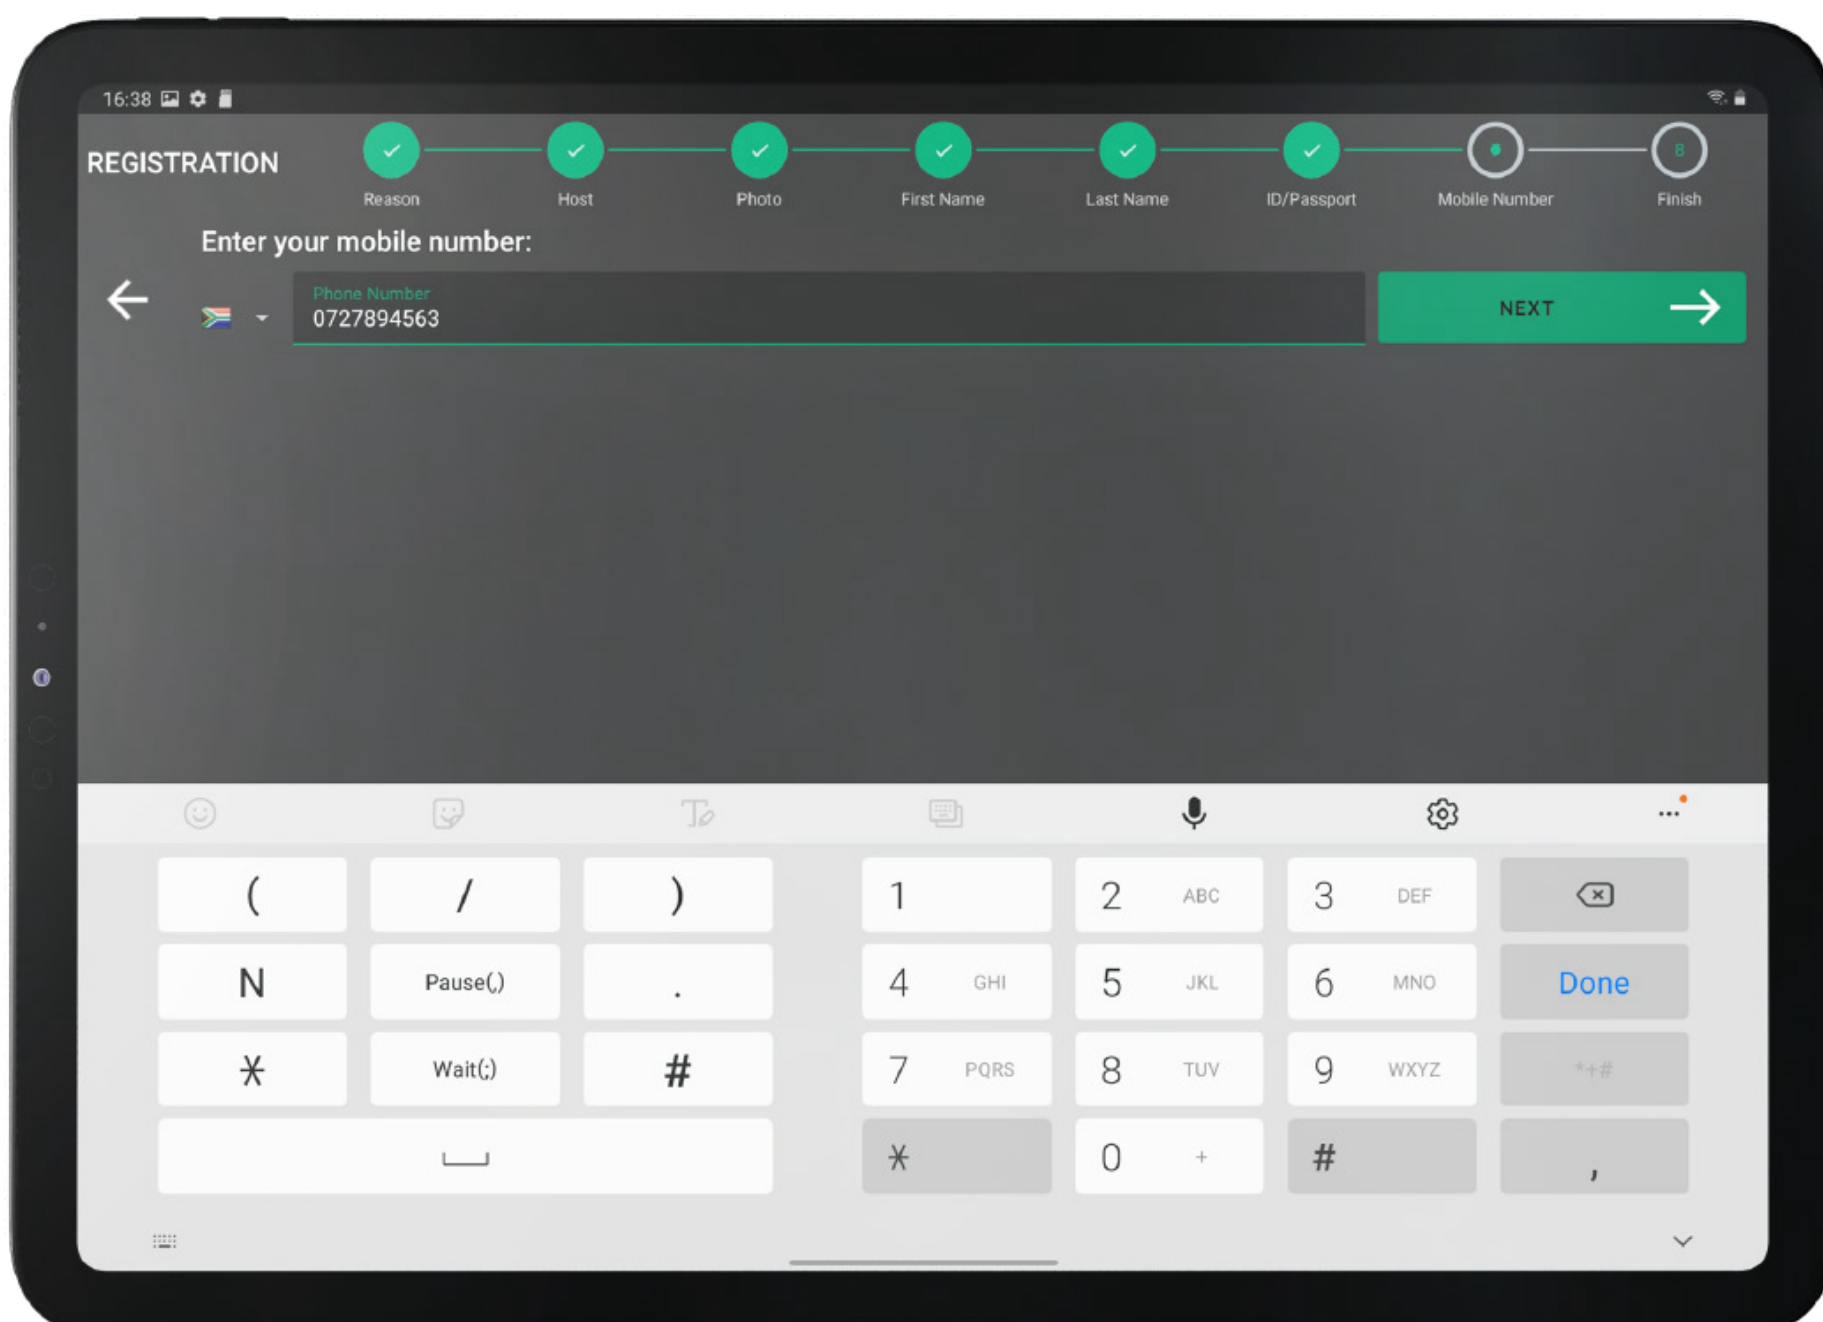 16:38
REGISTRATION
8
Reason Host Photo First Name Last Name ID/Passport Mobile Number Finish
Enter your mobile number:
Phone Number
0727894563
NEXT
( / ) 1 2 ABC 3 DEF
N Pause(,) . 4 GHI 5 JKL 6 MNO Done
* Wait(;) # 7 PQRS 8 TUV 9 WXYZ *+#
* 0 + # ,